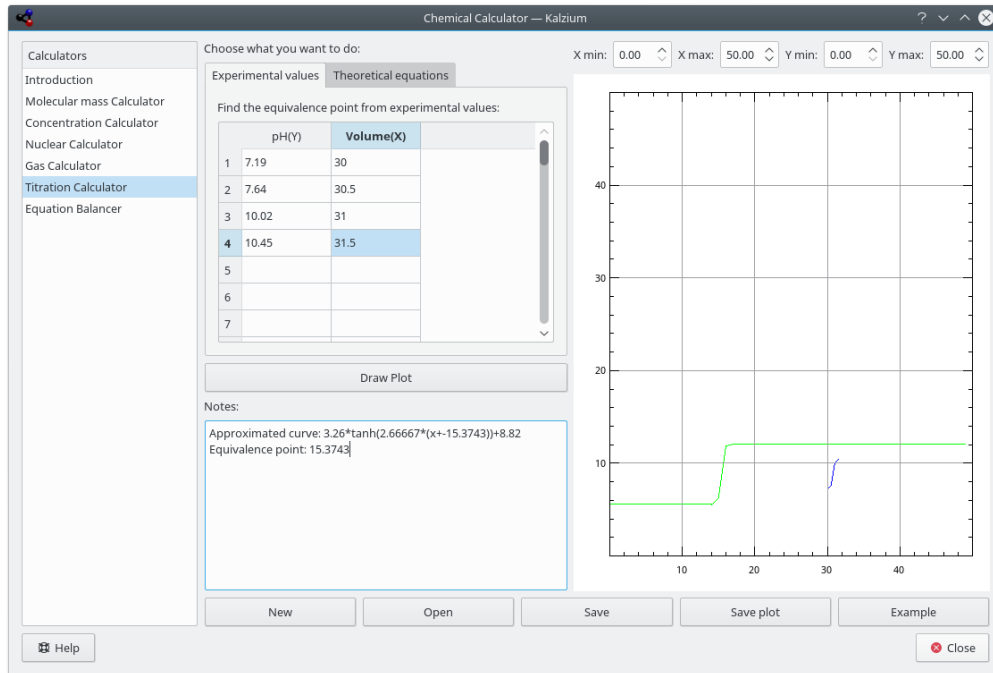 Chemical Calculator — Kalzium
Calculators
Introduction
Molecular mass Calculator
Concentration Calculator
Nuclear Calculator
Gas Calculator
Titration Calculator
Equation Balancer
Choose what you want to do:
Experimental values Theoretical equations
Find the equivalence point from experimental values:
pH(Y) Volume(X)
1 7.19 30
2 7.64 30.5
3 10.02 31
4 10.45 31.5
5
6
7
Draw Plot
Notes:
Approximated curve: 3.26*tanh(2.66667*(x+-15.3743))+8.82
Equivalence point: 15.3743
X min: 0.00 X max: 50.00 Y min: 0.00 Y max: 50.00
40
30
20
10
10 20 30 40
New Open Save Save plot Example
Help Close